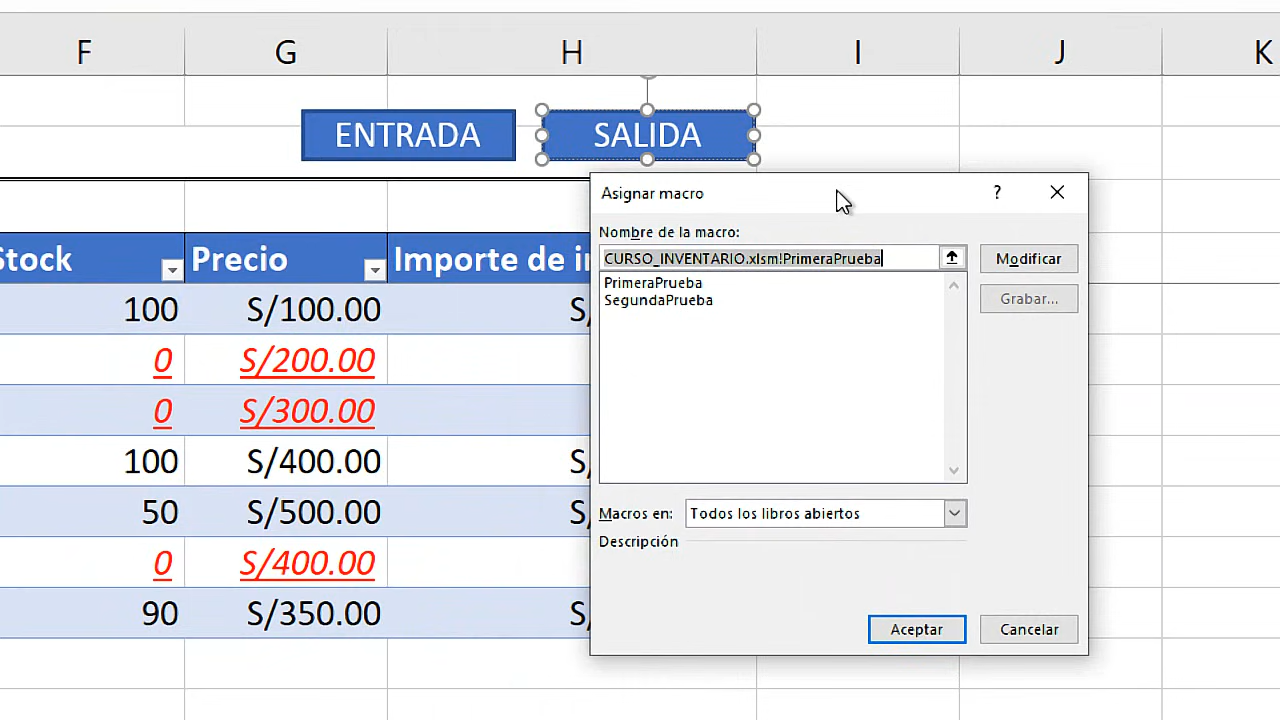 F G H I J K
ENTRADA SALIDA
Asignar macro ?
Nombre de la macro:
CURSO_INVENTARIO.xlsm!PrimeraPrueba
Modificar
PrimeraPrueba
SegundaPrueba
Grabar...
Macros en: Todos los libros abiertos
Descripción
Aceptar Cancelar
Stock Precio Importe de i
100 S/100.00 S/
0 S/200.00
0 S/300.00
100 S/400.00 S/
50 S/500.00 S/
0 S/400.00
90 S/350.00 S/